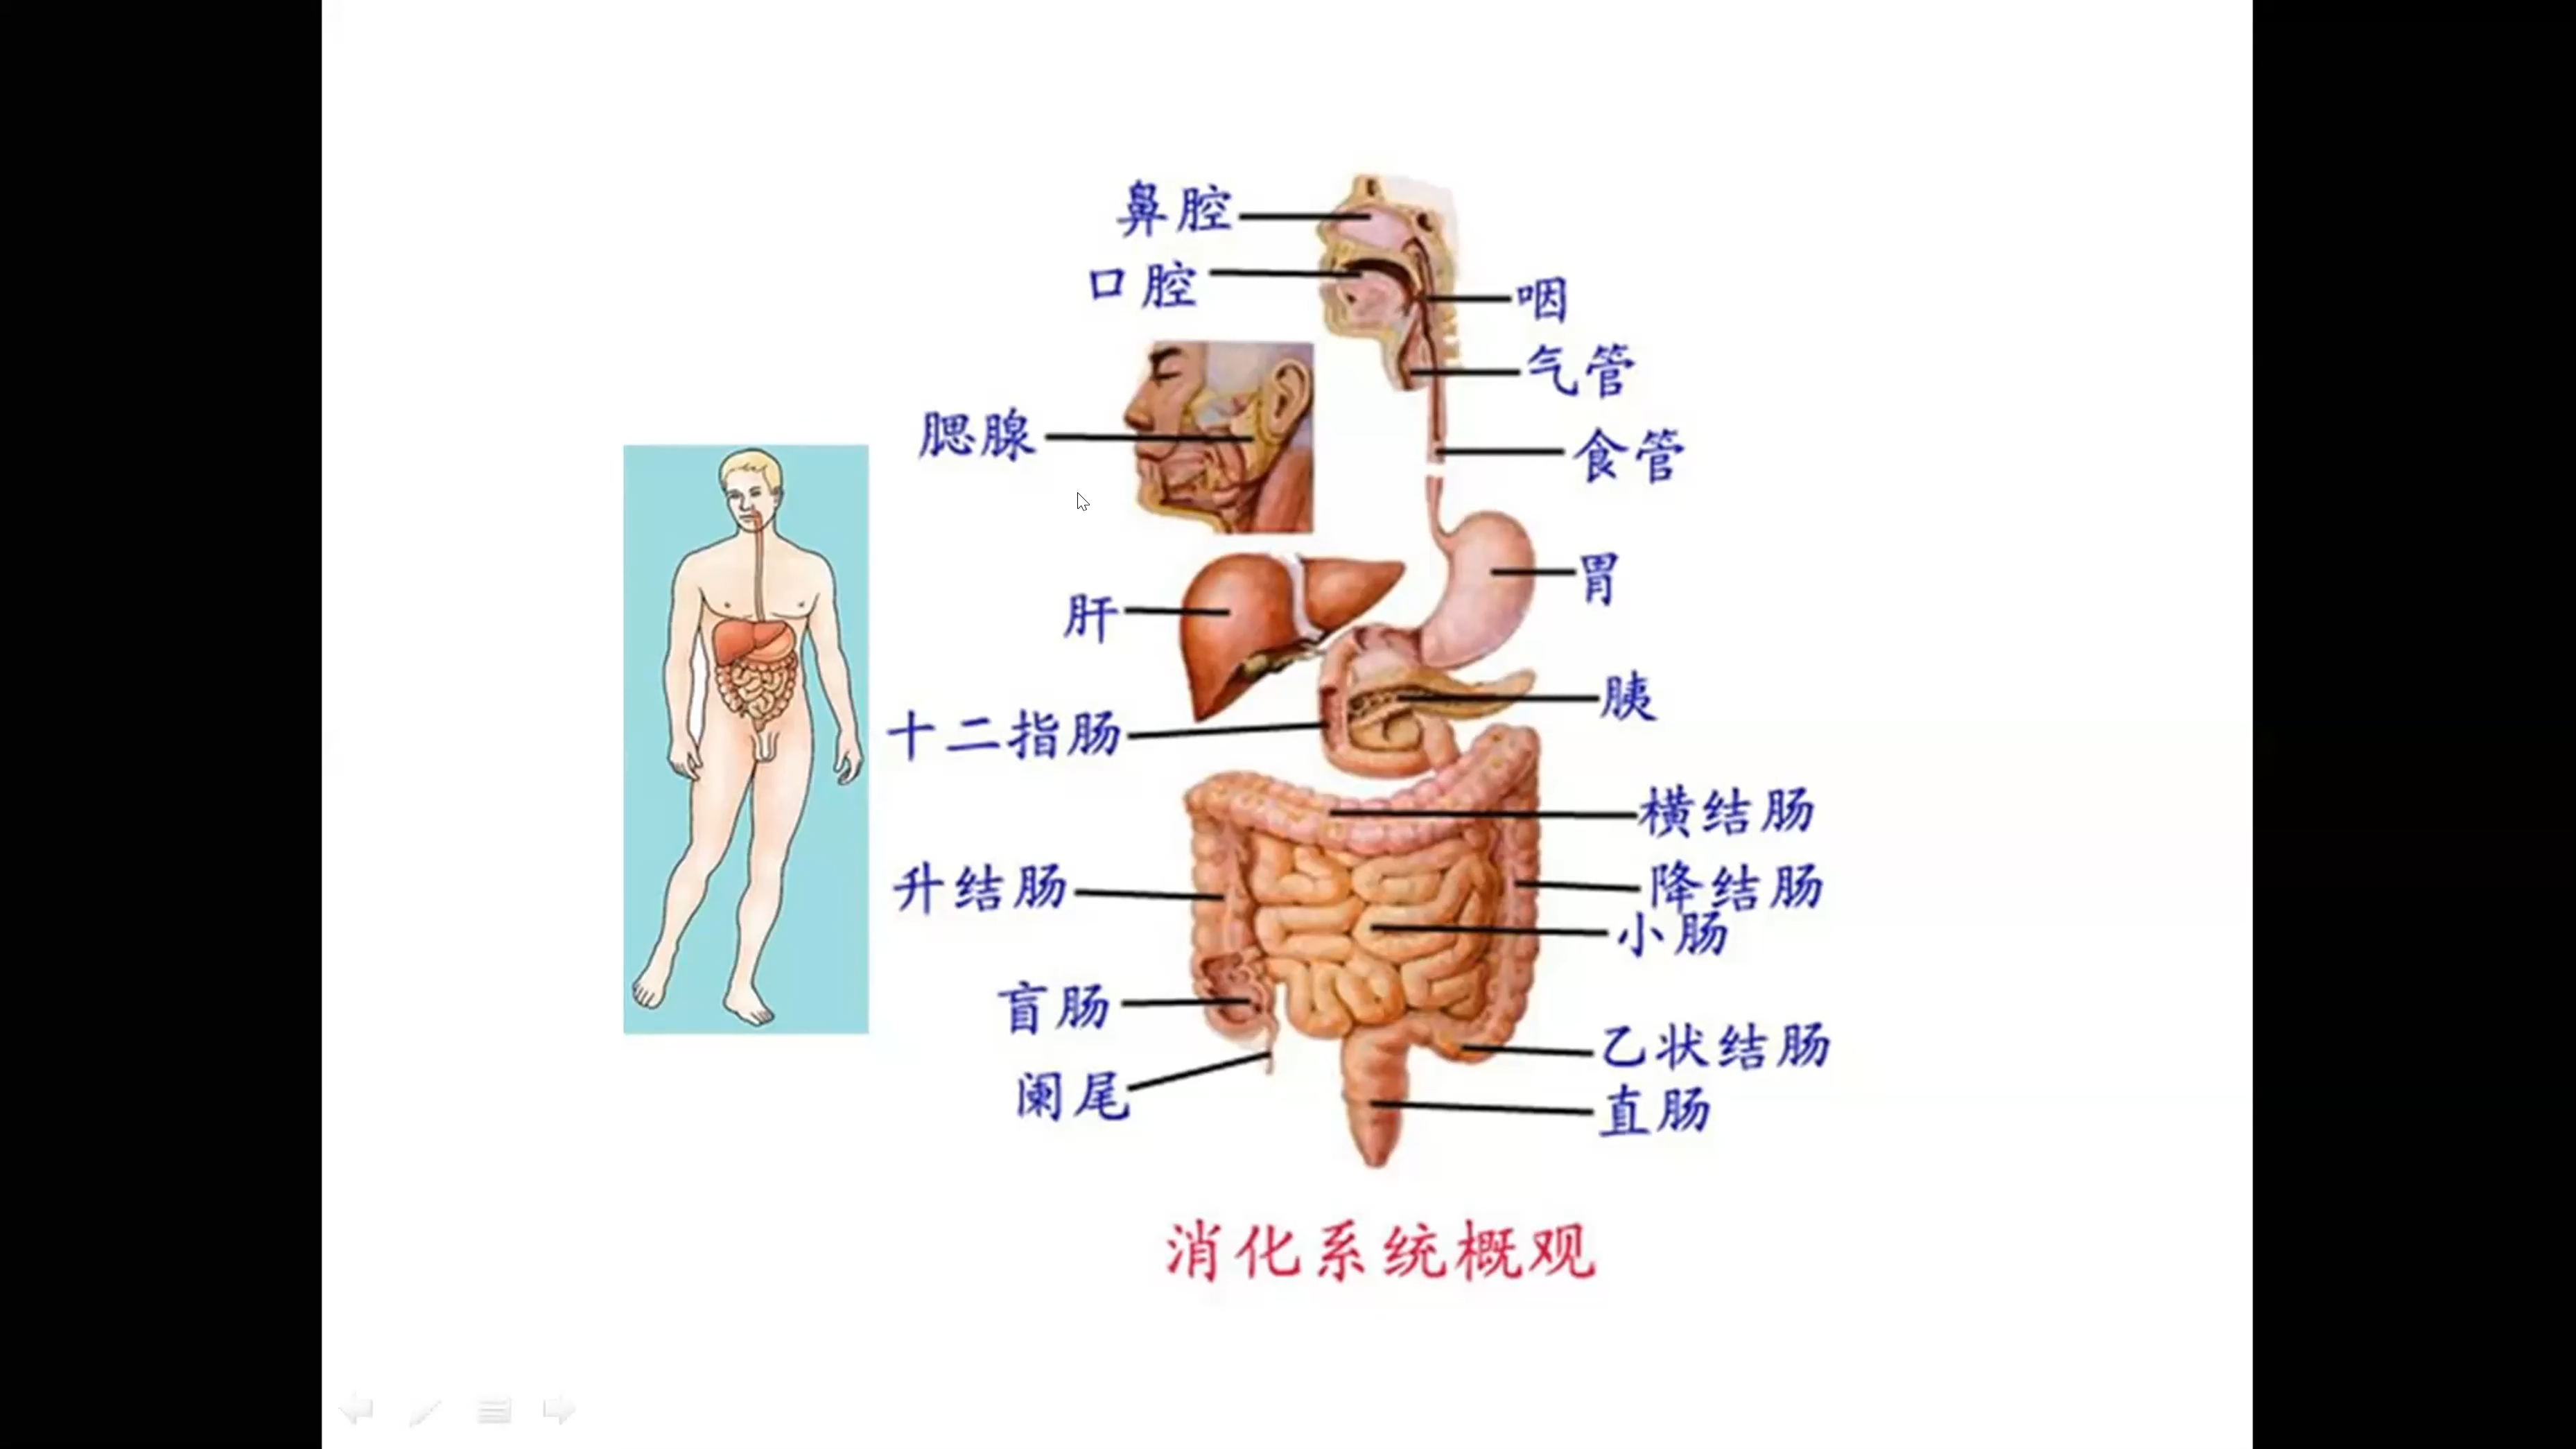 鼻腔
口腔
咽
气管
腮腺
食管
胃
肝
胰
十二指肠
横结肠
升结肠
降结肠
小肠
盲肠
乙状结肠
阑尾
直肠
消化系统概观